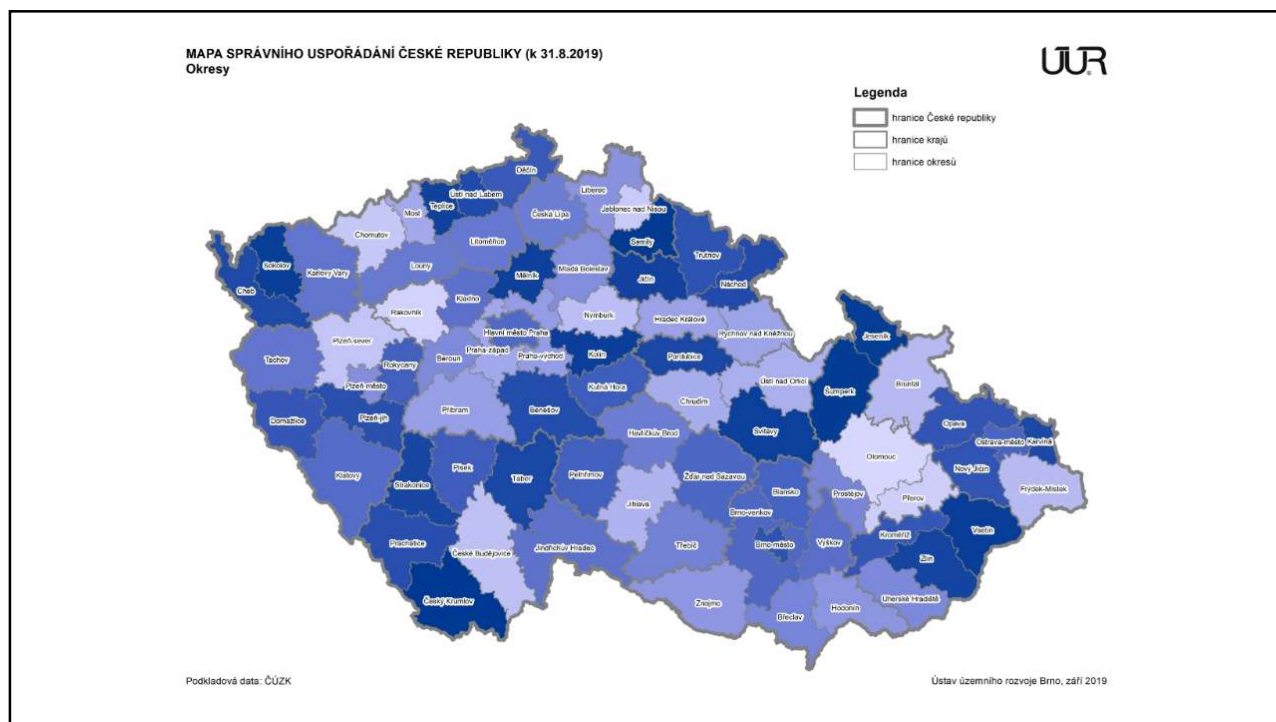 MAPA SPRÁVNÍHO USPOŘÁDÁNÍ ČESKÉ REPUBLIKY (k 31.8.2019)
Okresy
UUR
Legenda
hranice České republiky
hranice krajů
hranice okresů
Děčín
Liberec
Ústí nad Labem
Teplice
Most
Česká Lípa
Jablonec nad Nisou
Chomutov
Litoměřice
Semily
Trutnov
Sokolov
Karlovy Vary
Louny
Mělník
Mladá Boleslav
Jičín
Náchod
Cheb
Kladno
Rakovník
Nymburk
Hradec Králové
Rychnov nad Kněžnou
Hlavní město Praha
Jeseník
Plzeň-sever
Praha-západ
Praha-východ
Kolín
Pardubice
Tachov
Rokycany
Beroun
Ústí nad Orlicí
Šumperk
Bruntál
Plzeň-město
Kutná Hora
Chrudim
Příbram
Benešov
Domažlice
Plzeň-jih
Svitavy
Opava
Havlíčkův Brod
Ostrava-město
Karviná
Olomouc
Klatovy
Písek
Pelhřimov
Žďár nad Sázavou
Nový Jičín
Strakonice
Tábor
Blansko
Prostějov
Přerov
Frýdek-Místek
Jihlava
Brno-venkov
Vsetín
Kroměříž
Prachatice
České Budějovice
Jindřichův Hradec
Třebíč
Brno-město
Vyškov
Zlín
Český Krumlov
Znojmo
Uherské Hradiště
Hodonín
Břeclav
Podkladová data: ČÚZK
Ústav územního rozvoje Brno, září 2019